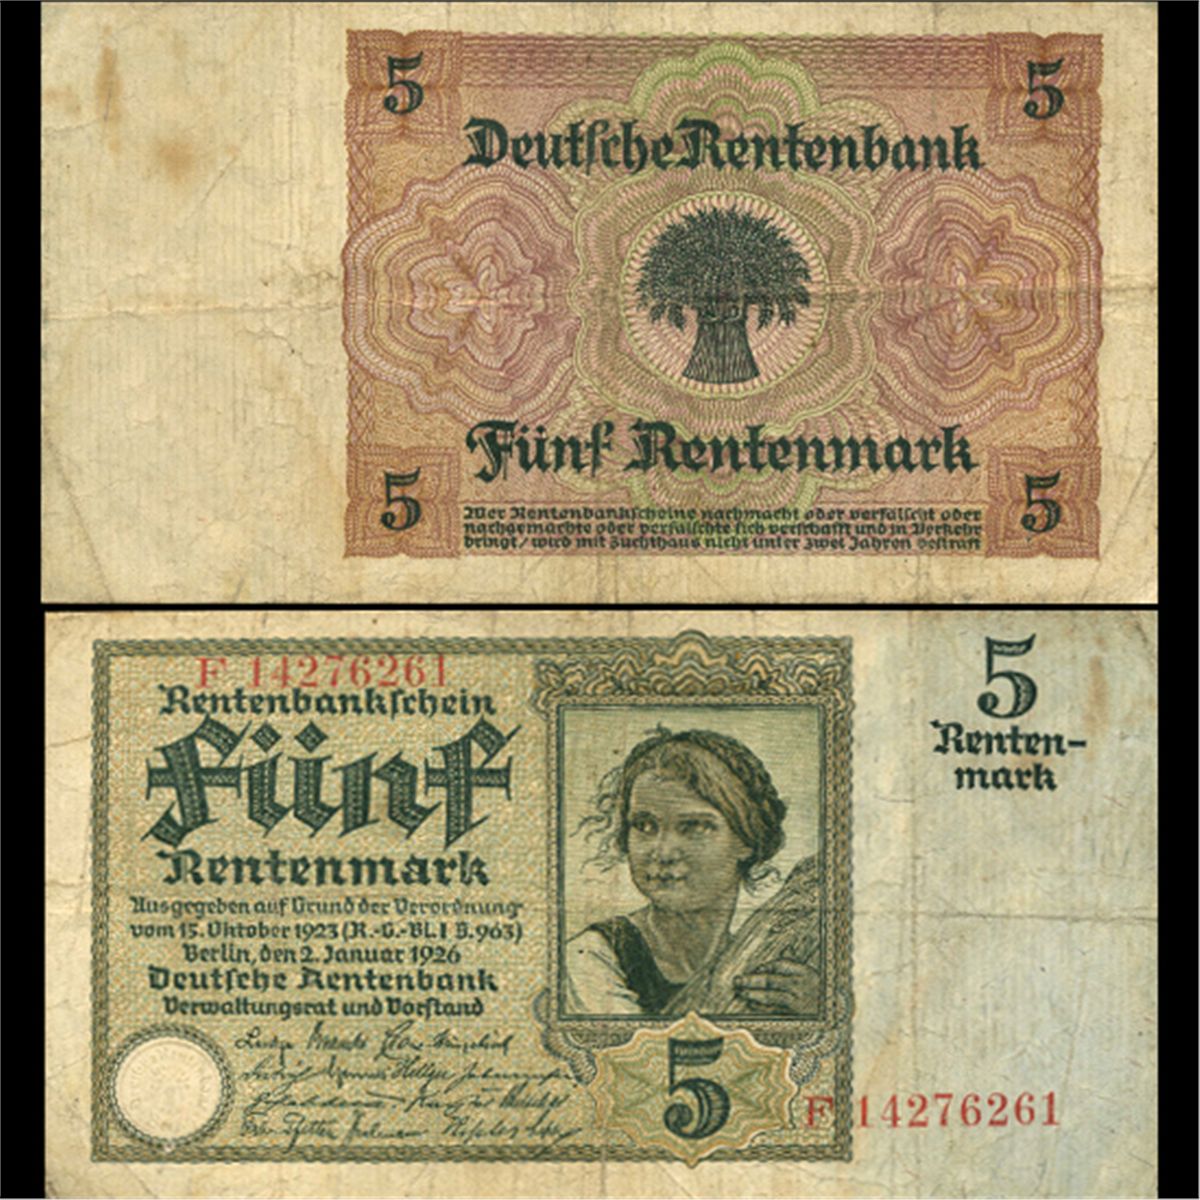 5
5
Deutsche Rentenbank
Fünf Rentenmark
5
5
Wer Rentenbankscheine nachmacht oder verfälscht oder
nachgemachte oder verfälschte sich verschafft und in Verkehr
bringt, wird mit Zuchthaus nicht unter zwei Jahren bestraft
F 14276261
Rentenbankschein
Fünf
Rentenmark
Ausgegeben auf Grund der Verordnung
vom 15. Oktober 1923 (R.-G.-Bl. I S. 963)
Berlin, den 2. Januar 1926
Deutsche Rentenbank
Verwaltungsrat und Vorstand
5
Renten-
mark
5
F 14276261